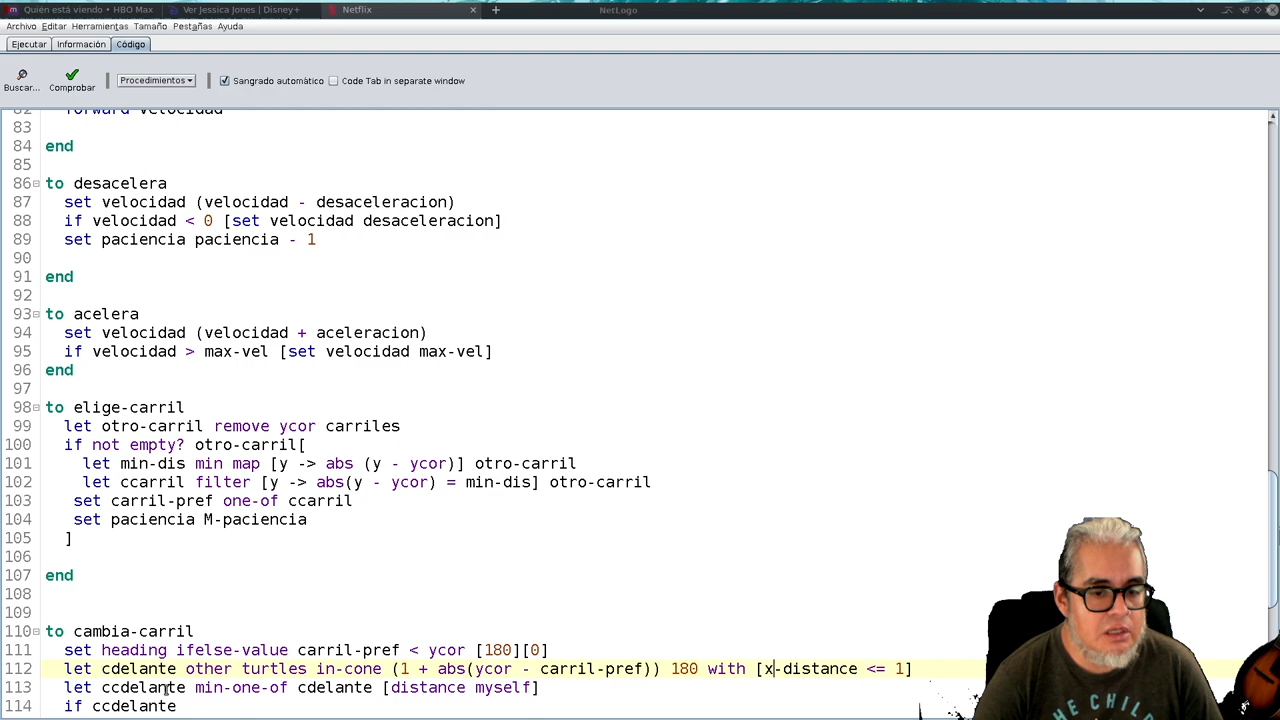 Quién está viendo • HBO Max
Ver Jessica Jones | Disney+
Netflix
NetLogo
Archivo Editar Herramientas Tamaño Pestañas Ayuda
Ejecutar Información Código
Buscar... Comprobar Procedimientos Sangrado automático Code Tab in separate window
82 forward velocidad
83
84 end
85
86 to desacelera
87 set velocidad (velocidad - desaceleracion)
88 if velocidad < 0 [set velocidad desaceleracion]
89 set paciencia paciencia - 1
90
91 end
92
93 to acelera
94 set velocidad (velocidad + aceleracion)
95 if velocidad > max-vel [set velocidad max-vel]
96 end
97
98 to elige-carril
99 let otro-carril remove ycor carriles
100 if not empty? otro-carril[
101 let min-dis min map [y -> abs (y - ycor)] otro-carril
102 let ccarril filter [y -> abs(y - ycor) = min-dis] otro-carril
103 set carril-pref one-of ccarril
104 set paciencia M-paciencia
105 ]
106
107 end
108
109
110 to cambia-carril
111 set heading ifelse-value carril-pref < ycor [180][0]
112 let cdelante other turtles in-cone (1 + abs(ycor - carril-pref)) 180 with [x-distance <= 1]
113 let ccdelante min-one-of cdelante [distance myself]
114 if ccdelante
THE CHILD